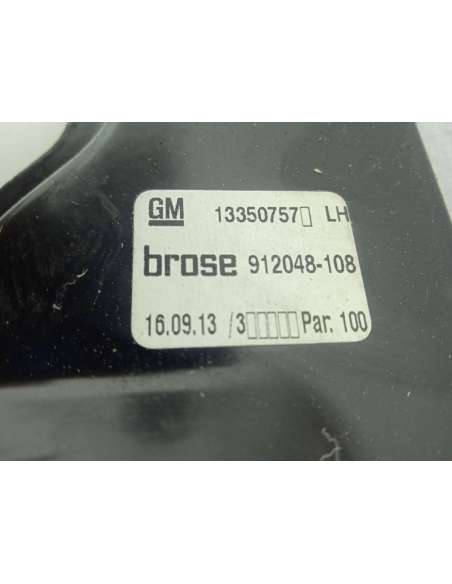 GM 13350757▯ LH
brose 912048-108
16.09.13 /3▯▯▯▯▯ Par. 100